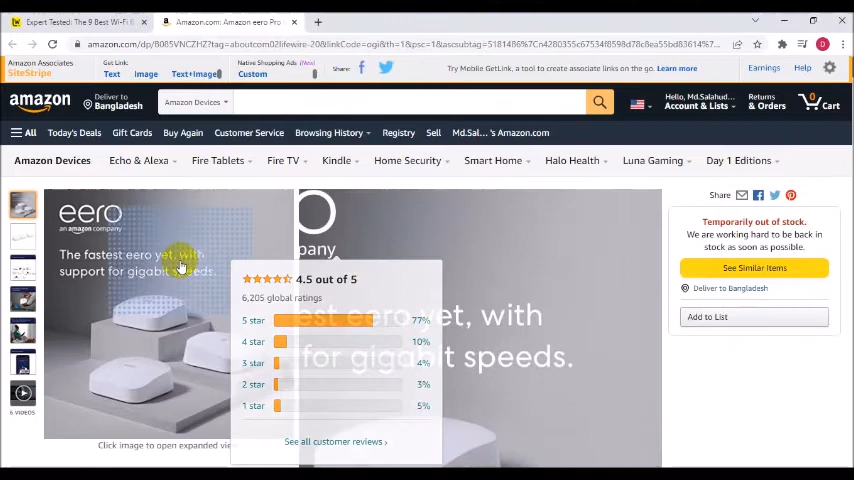 Expert Tested: The 9 Best Wi-Fi 6
Amazon.com: Amazon eero Pro
amazon.com/dp/B085VNCZHZ?tag=aboutcom02lifewire-20&linkCode=ogi&th=1&psc=1&ascsubtag=5181486%7Cn4280355c67534f8598d78c8ea55bd83614%7...
Amazon Associates
SiteStripe
Get Link:
Text
Image
Text+Image
Native Shopping Ads (New)
Custom
Share:
Try Mobile GetLink, a tool to create associate links on the go. Learn more
Earnings
Help
amazon
Deliver to
Bangladesh
Amazon Devices
Hello, Md.Salahud...
Account & Lists
Returns
& Orders
0
Cart
All
Today's Deals
Gift Cards
Buy Again
Customer Service
Browsing History
Registry
Sell
Md.Sal... 's Amazon.com
Amazon Devices
Echo & Alexa
Fire Tablets
Fire TV
Kindle
Home Security
Smart Home
Halo Health
Luna Gaming
Day 1 Editions
eero
an amazon company
The fastest eero yet, with
support for gigabit speeds.
6 VIDEOS
Click image to open expanded vie
o
pany
est eero yet, with
for gigabit speeds.
4.5 out of 5
6,205 global ratings
5 star 77%
4 star 10%
3 star 4%
2 star 3%
1 star 5%
See all customer reviews ›
Share
Temporarily out of stock.
We are working hard to be back in
stock as soon as possible.
See Similar Items
Deliver to Bangladesh
Add to List